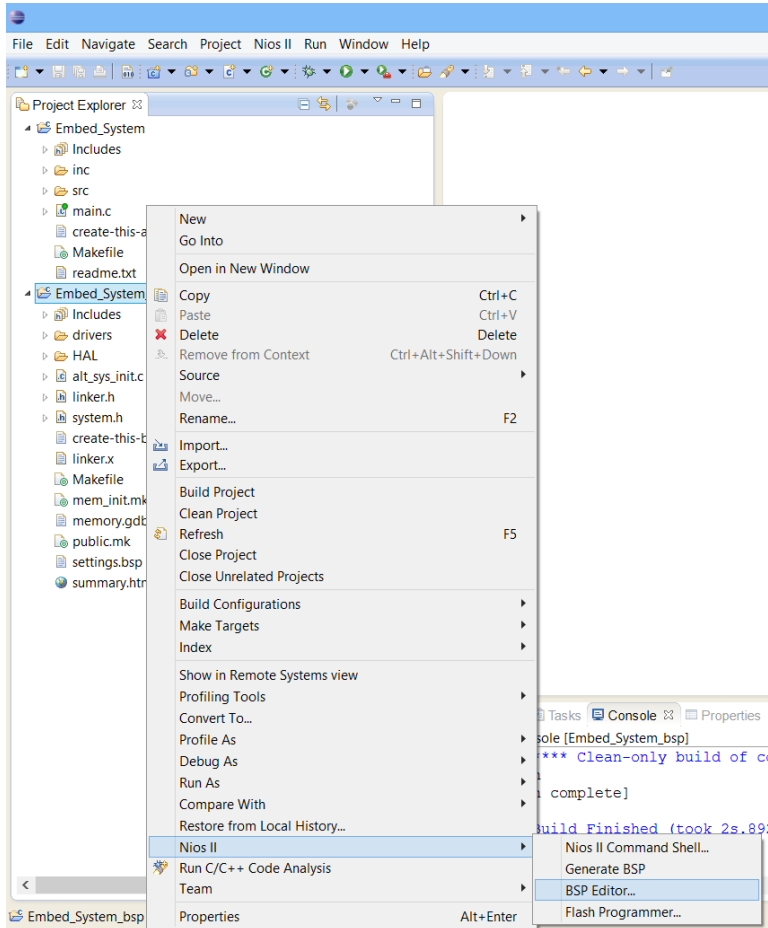 File Edit Navigate Search Project Nios II Run Window Help
Project Explorer
Embed_System
Includes
inc
src
main.c
create-this-a
Makefile
readme.txt
Embed_System_
Includes
drivers
HAL
alt_sys_init.c
linker.h
system.h
create-this-b
linker.x
Makefile
mem_init.mk
memory.gdb
public.mk
settings.bsp
summary.htm
New
Go Into
Open in New Window
Copy Ctrl+C
Paste Ctrl+V
Delete Delete
Remove from Context Ctrl+Alt+Shift+Down
Source
Move...
Rename... F2
Import...
Export...
Build Project
Clean Project
Refresh F5
Close Project
Close Unrelated Projects
Build Configurations
Make Targets
Index
Show in Remote Systems view
Profiling Tools
Convert To...
Profile As
Debug As
Run As
Compare With
Restore from Local History...
Nios II
Run C/C++ Code Analysis
Team
Properties Alt+Enter
Nios II Command Shell...
Generate BSP
BSP Editor...
Flash Programmer...
Tasks Console Properties
sole [Embed_System_bsp]
*** Clean-only build of co
complete]
Build Finished (took 2s.892
Embed_System_bsp